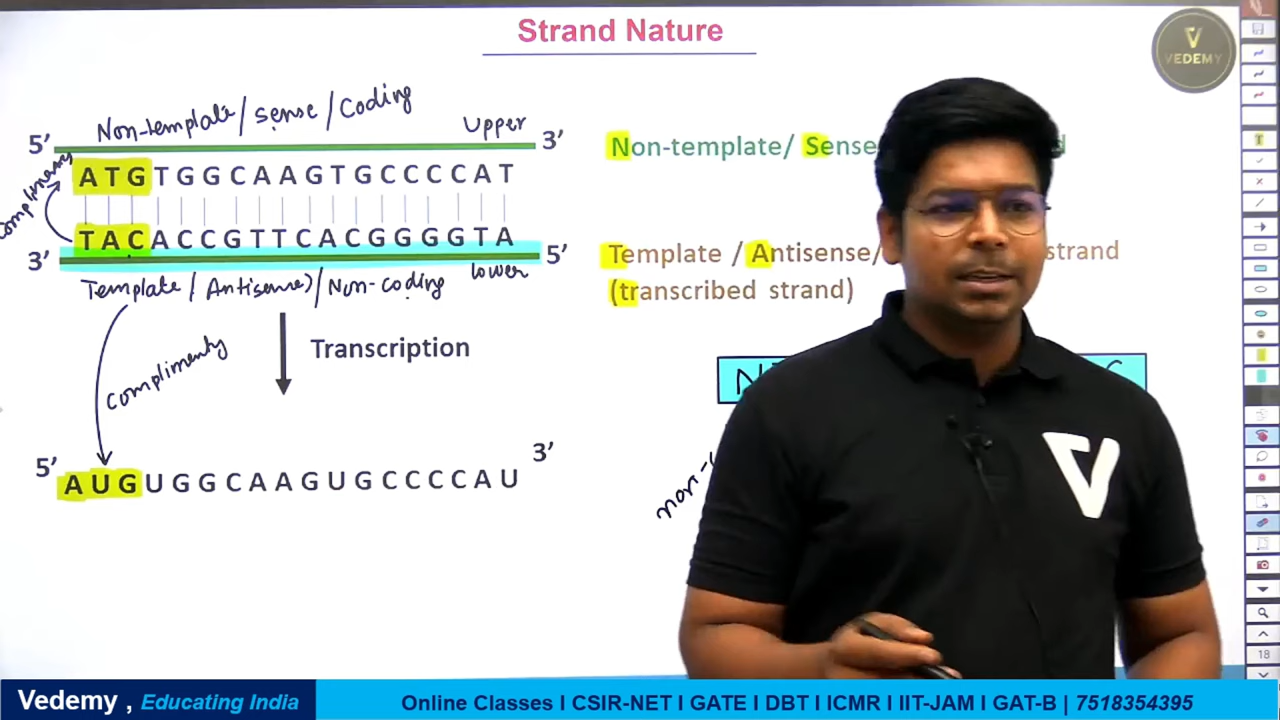 Strand Nature
VEDEMY
Non-template/sense/Coding
Upper
5’ 3’
ATGTGGCAAGTGCCCCAT
TACACCGTTCACGGGGTA
3’ 5’
Template / Antisense)/Non-coding
lower
complimenty
Transcription
5’ 3’
AUGUGGCAAGUGCCCCAU
Non-template/ Sense
Template / Antisense/ strand
(transcribed strand)
18
Vedemy , Educating India
Online Classes I CSIR-NET I GATE I DBT I ICMR I IIT-JAM I GAT-B | 7518354395